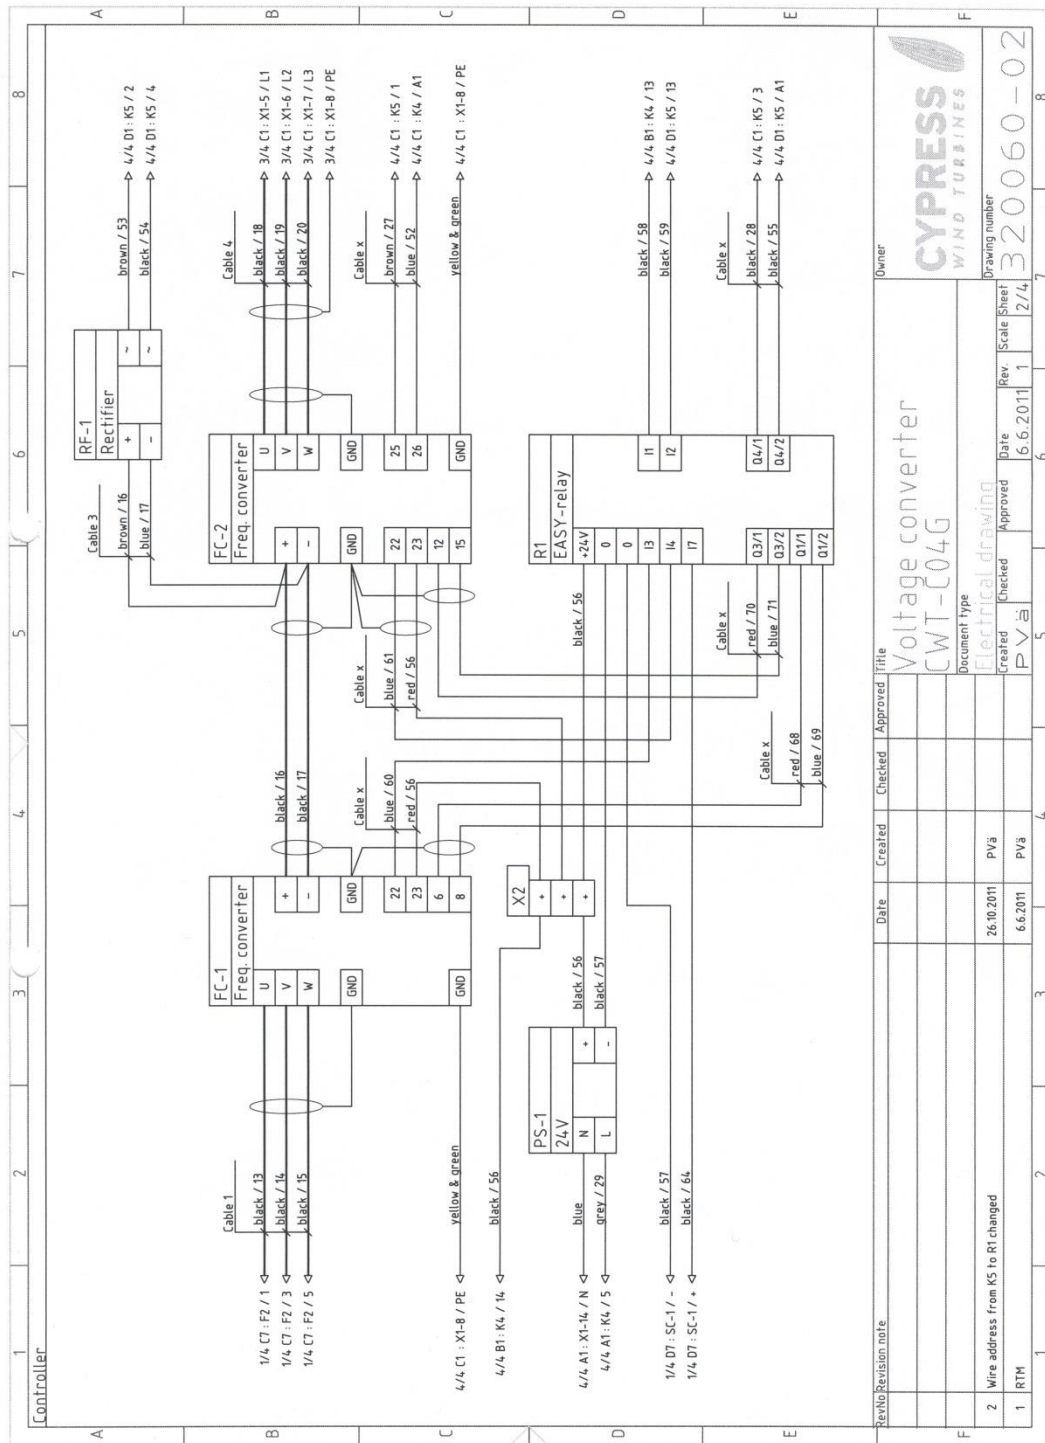 Controller
1 2 3 4 5 6 7 8
A
B
C
D
E
F
Cable 1
1/4 C7 : F2 / 1
black / 13
1/4 C7 : F2 / 3
black / 14
1/4 C7 : F2 / 5
black / 15
4/4 C1 : X1-8 / PE
yellow & green
4/4 B1 : K4 / 14
black / 56
4/4 A1 : X1-14 / N
blue
4/4 A1 : K4 / 5
grey / 29
1/4 D7 : SC-1 / -
black / 57
1/4 D7 : SC-1 / +
black / 64
PS-1
24V
N +
L -
black / 56
black / 57
FC-1
Freq. converter
U
V +
W -
GND GND
22
23
6
GND 8
X2
+ +
+ +
+ +
black / 16
black / 17
Cable x
blue / 60
red / 56
Cable x
blue / 61
red / 56
Cable x
red / 68
blue / 69
Cable x
red / 70
blue / 71
black / 56
Cable 3
brown / 16
blue / 17
RF-1
Rectifier
+ ~
- ~
brown / 53
4/4 D1 : K5 / 2
black / 54
4/4 D1 : K5 / 4
FC-2
Freq. converter
U
+ V
- W
GND GND
22 25
23 26
12
15 GND
Cable 4
black / 18
3/4 C1 : X1-5 / L1
black / 19
3/4 C1 : X1-6 / L2
black / 20
3/4 C1 : X1-7 / L3
3/4 C1 : X1-8 / PE
Cable x
brown / 27
4/4 C1 : K5 / 1
blue / 52
4/4 C1 : K4 / A1
yellow & green
4/4 C1 : X1-8 / PE
R1
EASY-relay
+24V
0
0
I3 I1
I4 I2
I7
Q3/1 Q4/1
Q3/2 Q4/2
Q1/1
Q1/2
black / 58
4/4 B1 : K4 / 13
black / 59
4/4 D1 : K5 / 13
Cable x
black / 28
4/4 C1 : K5 / 3
black / 55
4/4 D1 : K5 / A1
RevNo Revision note Date Created Checked Approved
2 Wire address from K5 to R1 changed 26.10.2011 PVä
1 RTM 6.6.2011 PVä
Title
Voltage converter
CWT-C04G
Document type
Electrical drawing
Created
PVä
Checked
Approved
Date
6.6.2011
Rev.
1
Scale
Sheet
2/4
Owner
CYPRESS
WIND TURBINES
Drawing number
320060-02
A
B
C
D
E
F
1 2 3 4 5 6 7 8